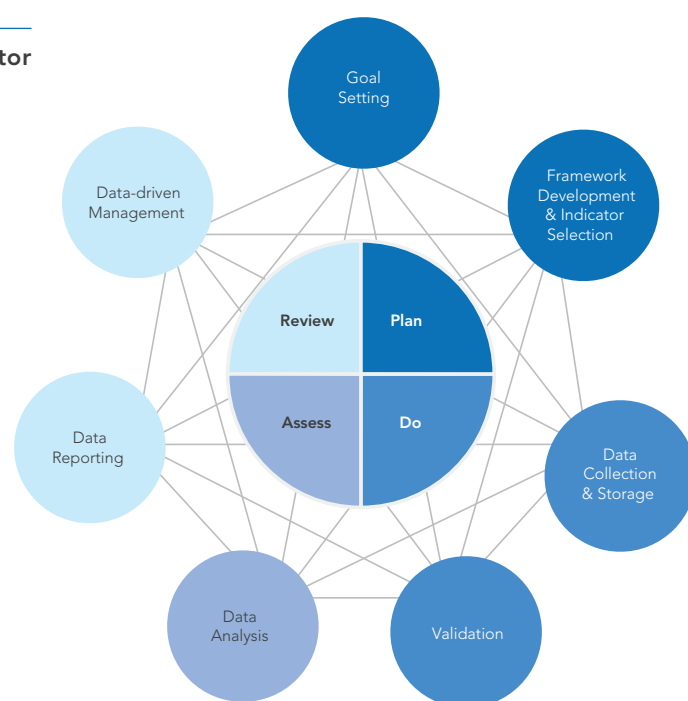 tor
Goal
Setting
Framework
Development
& Indicator
Selection
Data-driven
Management
Review
Plan
Assess
Do
Data
Reporting
Data
Collection
& Storage
Data
Analysis
Validation